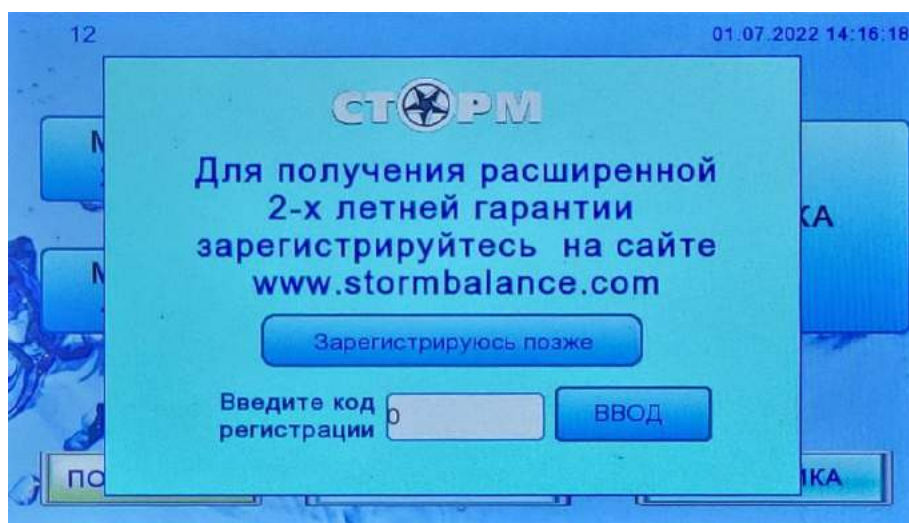 12
01.07.2022 14:16:18
СТОРМ
Для получения расширенной
2-х летней гарантии
зарегистрируйтесь на сайте
www.stormbalance.com
Зарегистрируюсь позже
Введите код
регистрации
0
ВВОД